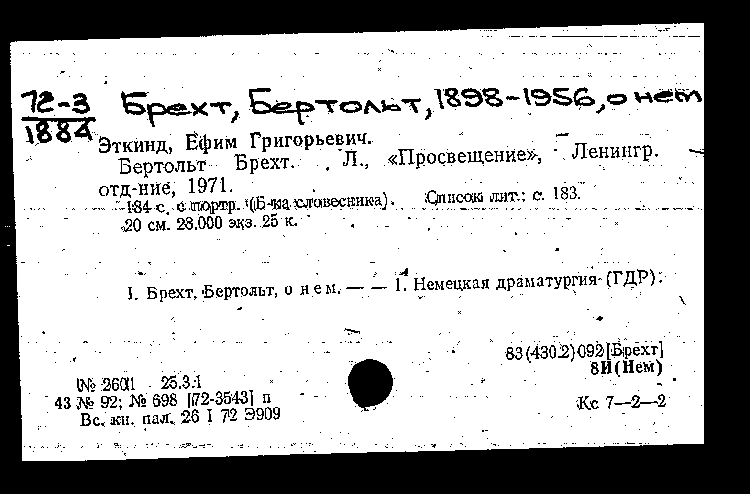 72-3 Брехт, Бертольт, 1898-1956, о нем
1884
Эткинд, Ефим Григорьевич.
Бертольт Брехт. Л., «Просвещение», Ленингр.
отд-ние, 1971.
184 с. с портр. (Б-ка словесника). Список лит.: с. 183.
20 см. 28.000 экз. 25 к.
1. Брехт, Бертольт, о нем. — — 1. Немецкая драматургия (ГДР).
83(430.2)092[Брехт]
8И(Нем)
№ 2601 25.3.1
43 № 92; № 698 [72-3543] п
Вс. кн. пал. 26 I 72 Э909
Кс 7—2—2